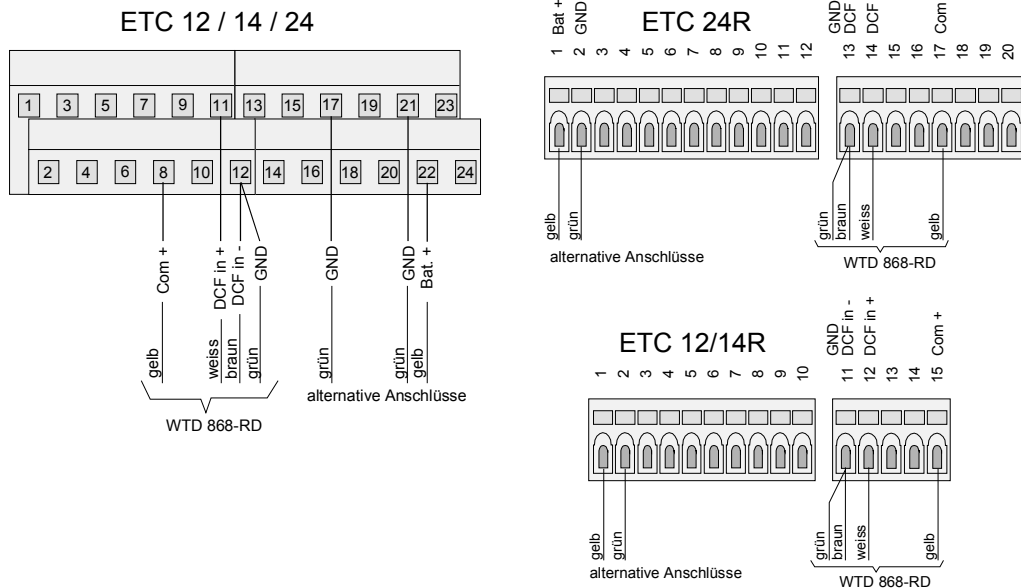 ETC 12 / 14 / 24
1 3 5 7 9 11 13 15 17 19 21 23
2 4 6 8 10 12 14 16 18 20 22 24
Com +
DCF in +
DCF in -
GND
GND
GND
Bat. +
gelb
weiss
braun
grün
grün
grün
gelb
alternative Anschlüsse
WTD 868-RD
ETC 24R
Bat +
GND
GND
DCF
DCF
Com
1 2 3 4 5 6 7 8 9 10 11 12
13 14 15 16 17 18 19 20
gelb
grün
grün
braun
weiss
gelb
alternative Anschlüsse
WTD 868-RD
ETC 12/14R
GND
DCF in -
DCF in +
Com +
1 2 3 4 5 6 7 8 9 10
11 12 13 14 15
gelb
grün
grün
braun
weiss
gelb
alternative Anschlüsse
WTD 868-RD